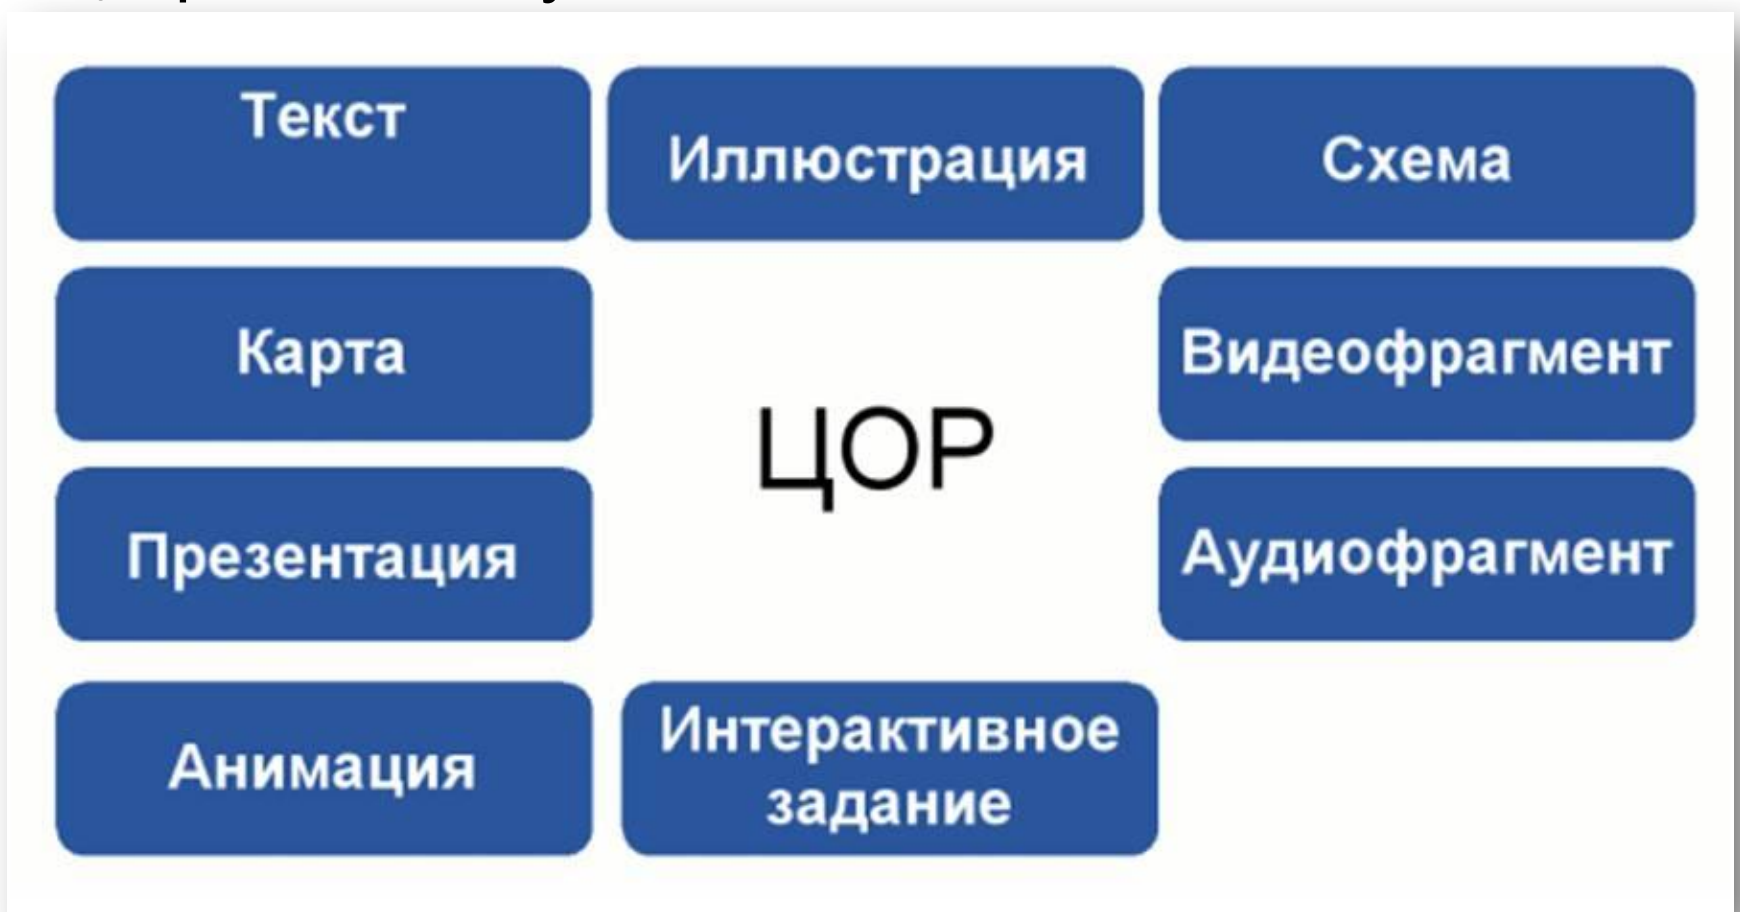 Текст
Иллюстрация
Схема
Карта
Видеофрагмент
ЦОР
Презентация
Аудиофрагмент
Анимация
Интерактивное
задание